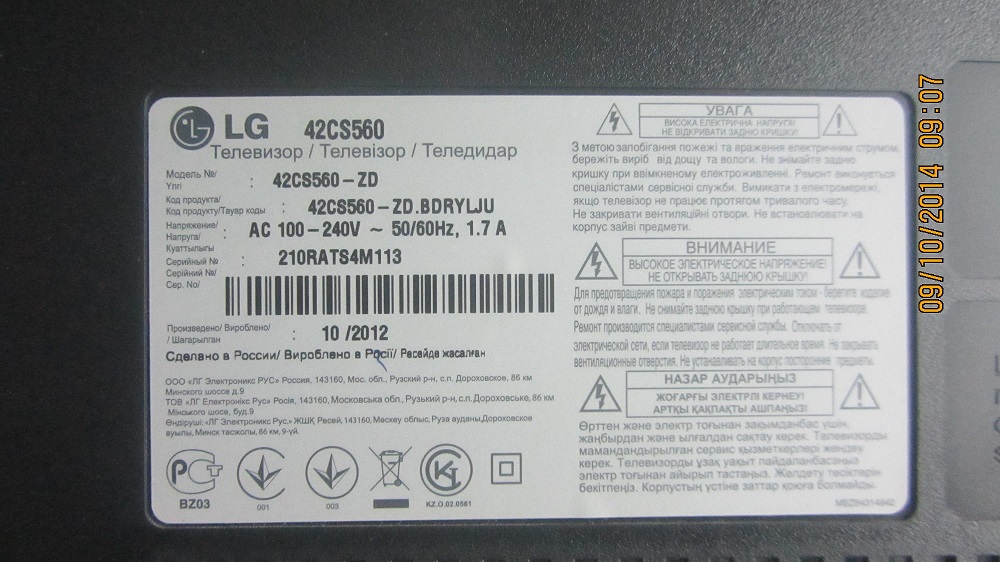 LG 42CS560
Телевизор / Телевізор / Теледидар
Модель №/
Үлгі : 42CS560-ZD
Код продукта/
Код продукту/Тауар коды : 42CS560-ZD.BDRYLJU
Напряжение/
Напруга/ : AC 100-240V ~ 50/60Hz, 1.7 A
Куаттылыгы
Серийный №/ 210RATS4M113
Серійний №/
Сер. No/
Произведено/ Вироблено/
/ Шыгарылган : 10 /2012
Сделано в России/ Вироблено в Росії/ Расайда жасалған
ООО «ЛГ Электроникс РУС» Россия, 143160, Мос. обл., Рузский р-н, с.п. Дороховское, 86 км
Минского шоссе д.9
ТОВ «ЛГ Електронікс Рус» Росія, 143160, Московська обл., Рузький р-н, с.п. Дороховське, 86 км
Мінського шосе, буд.9
Өндіруші: «ЛГ Электроникс Рус.» ЖШҚ Ресей, 143160, Мәскеу облыс, Руза ауданы,Дороховское
ауылы, Минск тасжолы, 86 км, 9-үй.
BZ03
001
003
KZ.O.02.0561
УВАГА
ВИСОКА ЕЛЕКТРИЧНА НАПРУГА!
НЕ ВІДКРИВАТИ ЗАДНЮ КРИШКУ!
З метою запобігання пожежі та враження електричним струмом,
бережіть виріб від дощу та вологи. Не знімайте задню
кришку при ввімкненому електроживленні. Ремонт виконується
спеціалістами сервісної служби. Вимикати з електромережі,
якщо телевізор не працює протягом тривалого часу.
Не закривати вентиляційні отвори. Не встановлювати на
корпус зайві предмети.
ВНИМАНИЕ
ВЫСОКОЕ ЭЛЕКТРИЧЕСКОЕ НАПРЯЖЕНИЕ!
НЕ ОТКРЫВАТЬ ЗАДНЮЮ КРЫШКУ!
Для предотвращения пожара и поражения электрическим током - берегите изделие
от дождя и влаги. Не снимайте заднюю крышку при работающем телевизоре.
Ремонт производится специалистами сервисной службы. Отключать от
электрической сети, если телевизор не работает длительное время. Не закрывать
вентиляционные отверстия. Не устанавливать на корпус посторонние предметы.
НАЗАР АУДАРЫҢЫЗ
ЖОҒАРҒЫ ЭЛЕКТРЛІ КЕРНЕУ!
АРТҚЫ ҚАҚПАҚТЫ АШПАҢЫЗ!
Өрттен және электр тоғынан зақымданбас үшін,
жаңбырдан және ылғалдан сақтау керек. Телевизорды
мамандандырылған сервис қызметкерлері жөндеу
керек. Телевизорды ұзақ уақыт пайдаланбасаңыз
электр тоғынан айырып тастаңыз. Желдету тесіктерін
бекітпеңіз. Корпустың үстіне заттар қоюға болмайды.
09/10/2014 09:07